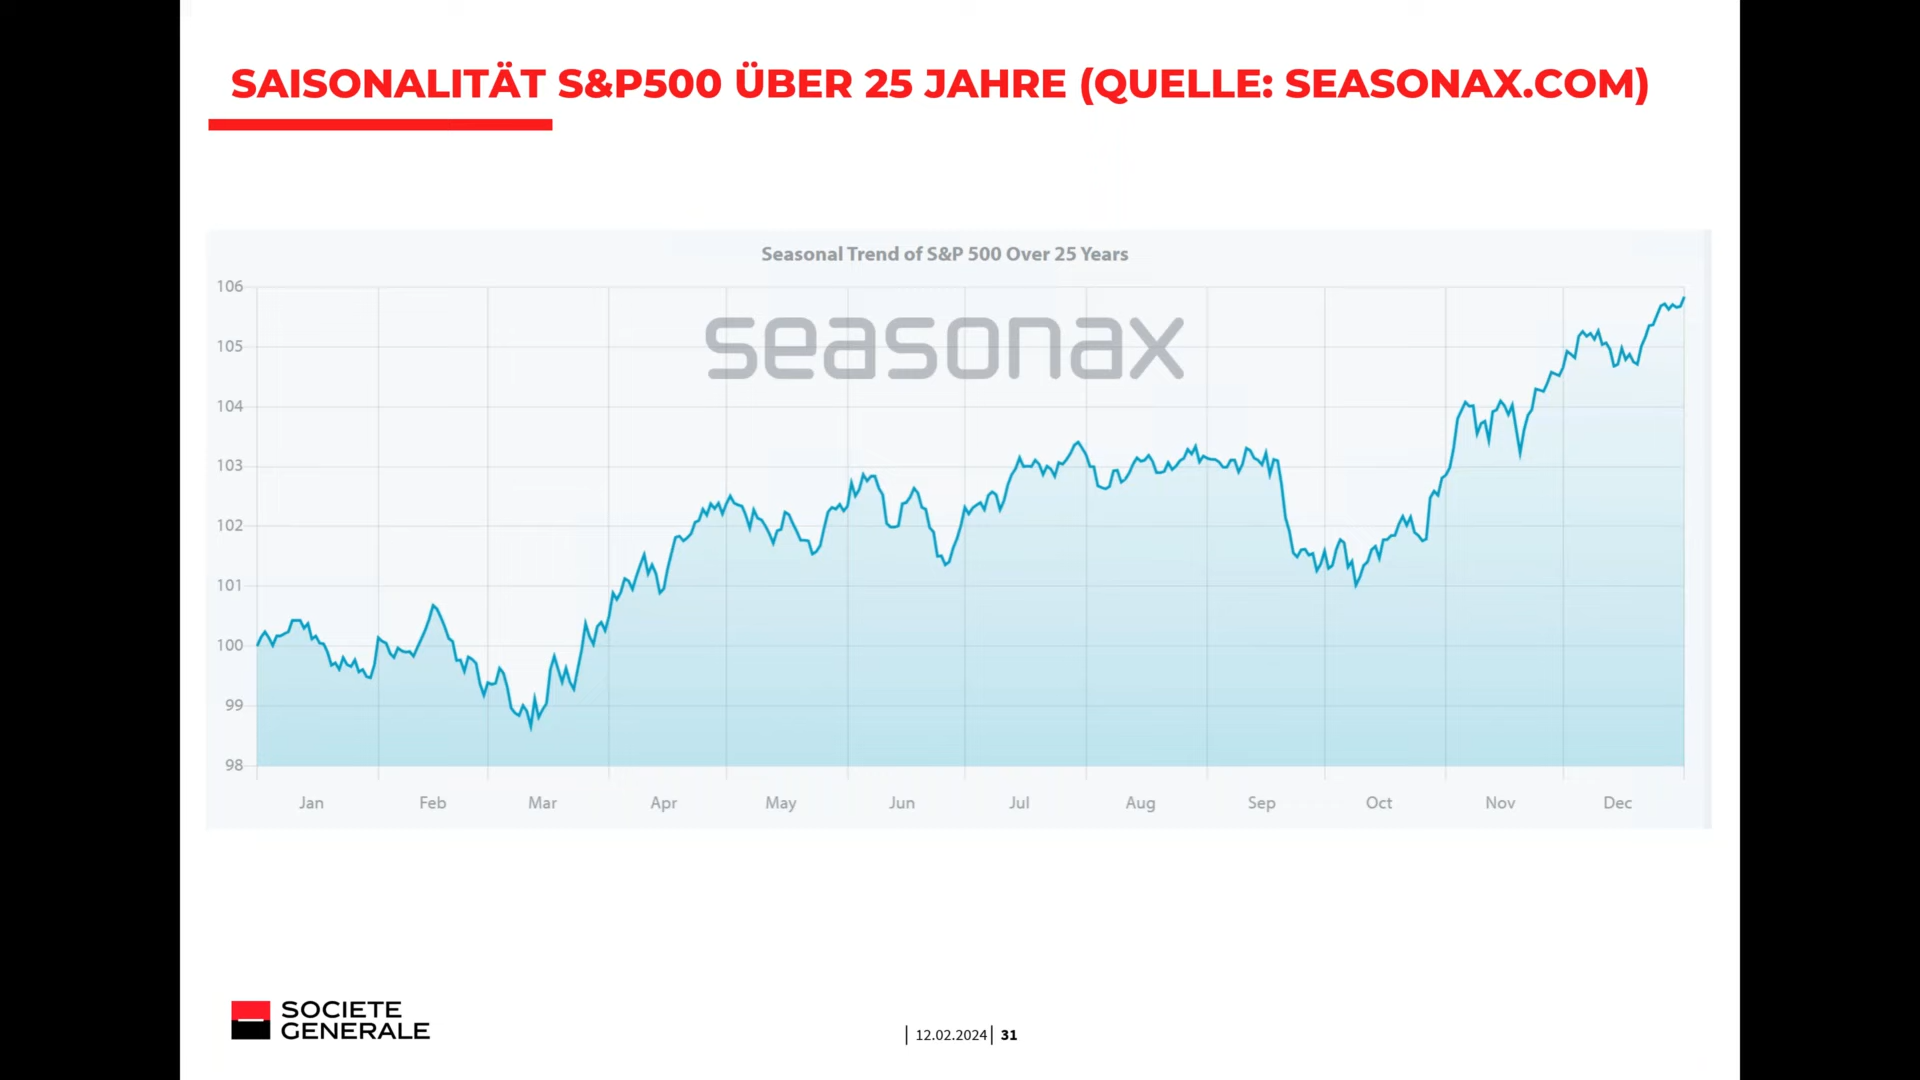 SAISONALITÄT S&P500 ÜBER 25 JAHRE (QUELLE: SEASONAX.COM)
Seasonal Trend of S&P 500 Over 25 Years
seasonax
106
105
104
103
102
101
100
99
98
Jan Feb Mar Apr May Jun Jul Aug Sep Oct Nov Dec
SOCIETE
GENERALE
| 12.02.2024 | 31